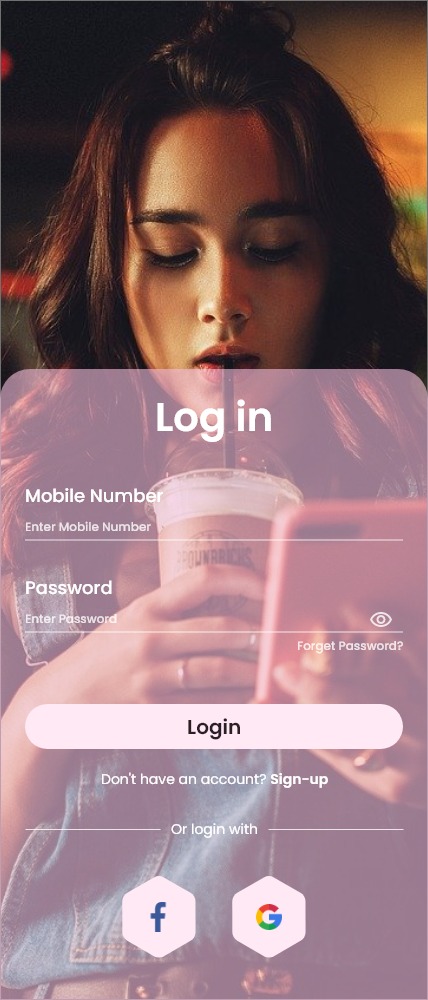 Log in
Mobile Number
Enter Mobile Number
Password
Enter Password
Forget Password?
Login
Don't have an account? Sign-up
Or login with